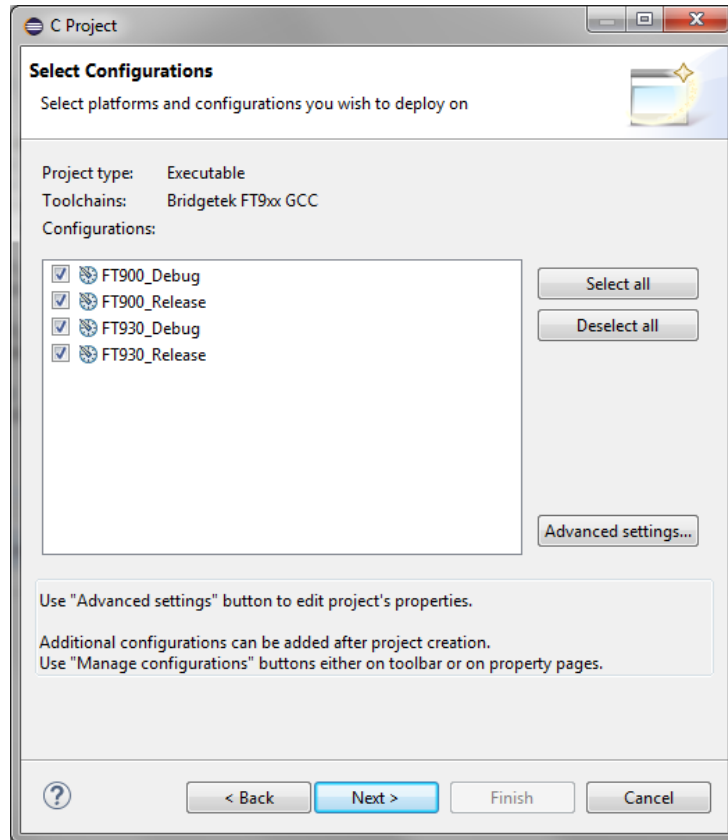 C Project
Select Configurations
Select platforms and configurations you wish to deploy on
Project type: Executable
Toolchains: Bridgetek FT9xx GCC
Configurations:
FT900_Debug
FT900_Release
FT930_Debug
FT930_Release
Select all
Deselect all
Advanced settings...
Use "Advanced settings" button to edit project's properties.
Additional configurations can be added after project creation.
Use "Manage configurations" buttons either on toolbar or on property pages.
?
< Back
Next >
Finish
Cancel